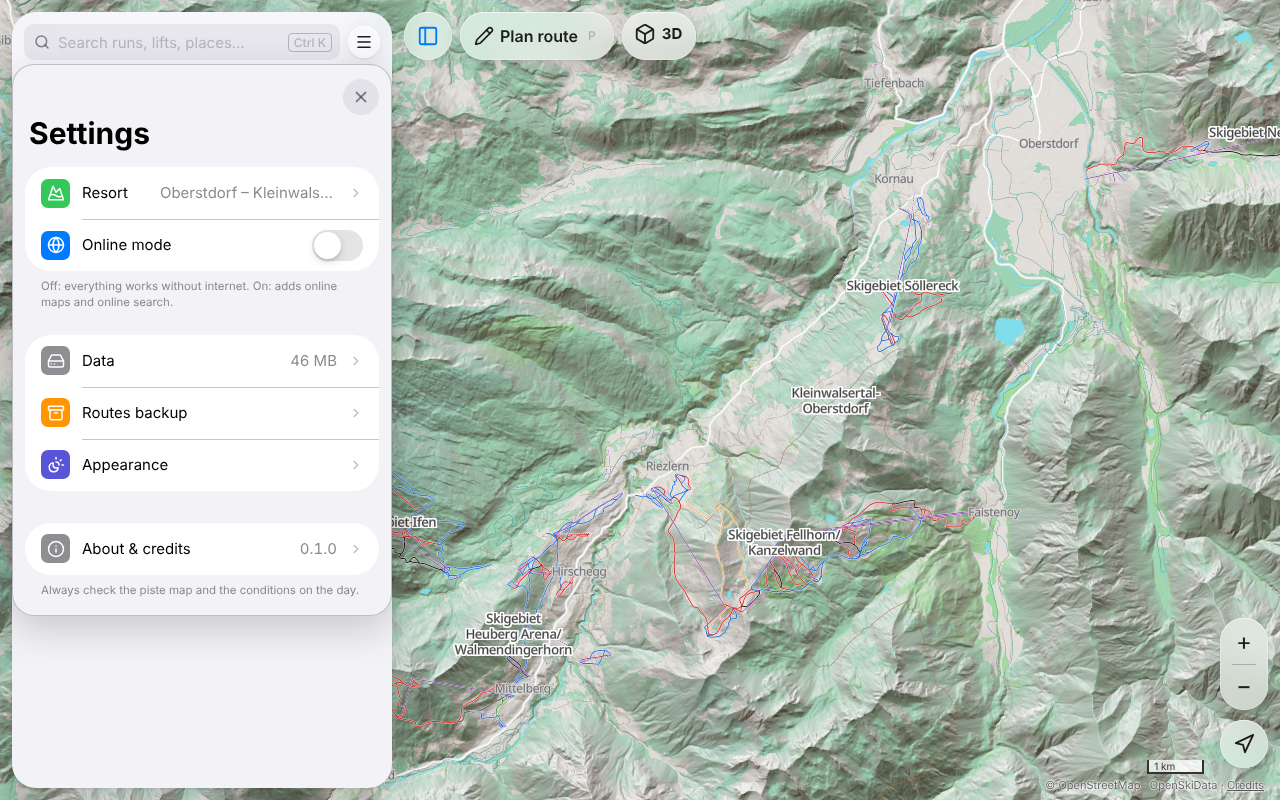 Search runs, lifts, places...
Ctrl K
Plan route P
3D
Settings
Resort Oberstdorf – Kleinwals...
Online mode
Off: everything works without internet. On: adds online
maps and online search.
Data 46 MB
Routes backup
Appearance
About & credits 0.1.0
Always check the piste map and the conditions on the day.
Tiefenbach
Oberstdorf
Skigebiet Ne
Kornau
Skigebiet Söllereck
Kleinwalsertal-
Oberstdorf
Riezlern
biet Ifen
Faistenoy
Skigebiet Fellhorn/
Kanzelwand
Hirschegg
Skigebiet
Heuberg Arena/
Walmendingerhorn
Mittelberg
+
−
1 km
© OpenStreetMap · OpenSkiData · Credits